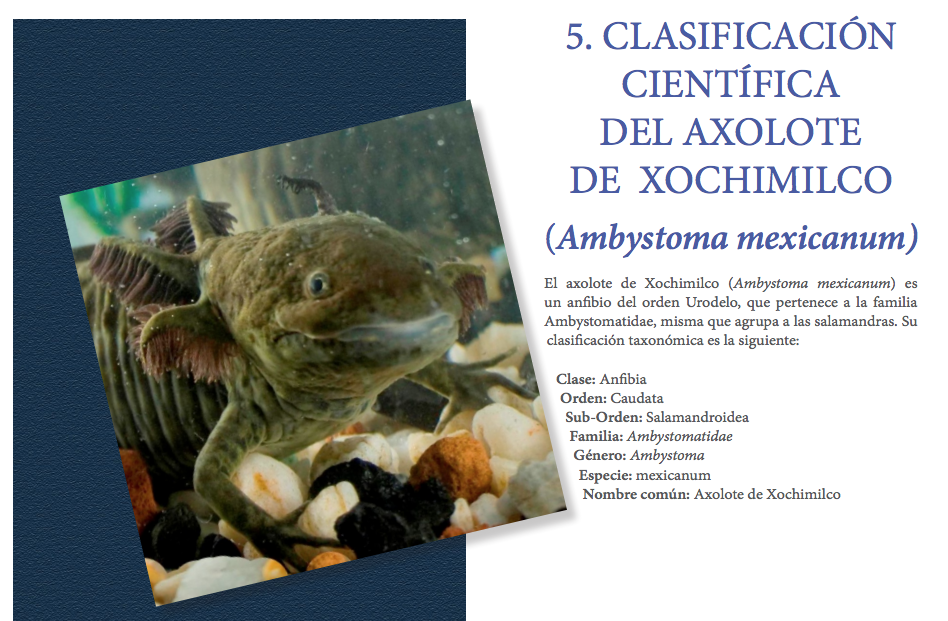 5. CLASIFICACIÓN
CIENTÍFICA
DEL AXOLOTE
DE XOCHIMILCO
(Ambystoma mexicanum)
El axolote de Xochimilco (Ambystoma mexicanum) es
un anfibio del orden Urodelo, que pertenece a la familia
Ambystomatidae, misma que agrupa a las salamandras. Su
clasificación taxonómica es la siguiente:
Clase: Anfibia
Orden: Caudata
Sub-Orden: Salamandroidea
Familia: Ambystomatidae
Género: Ambystoma
Especie: mexicanum
Nombre común: Axolote de Xochimilco